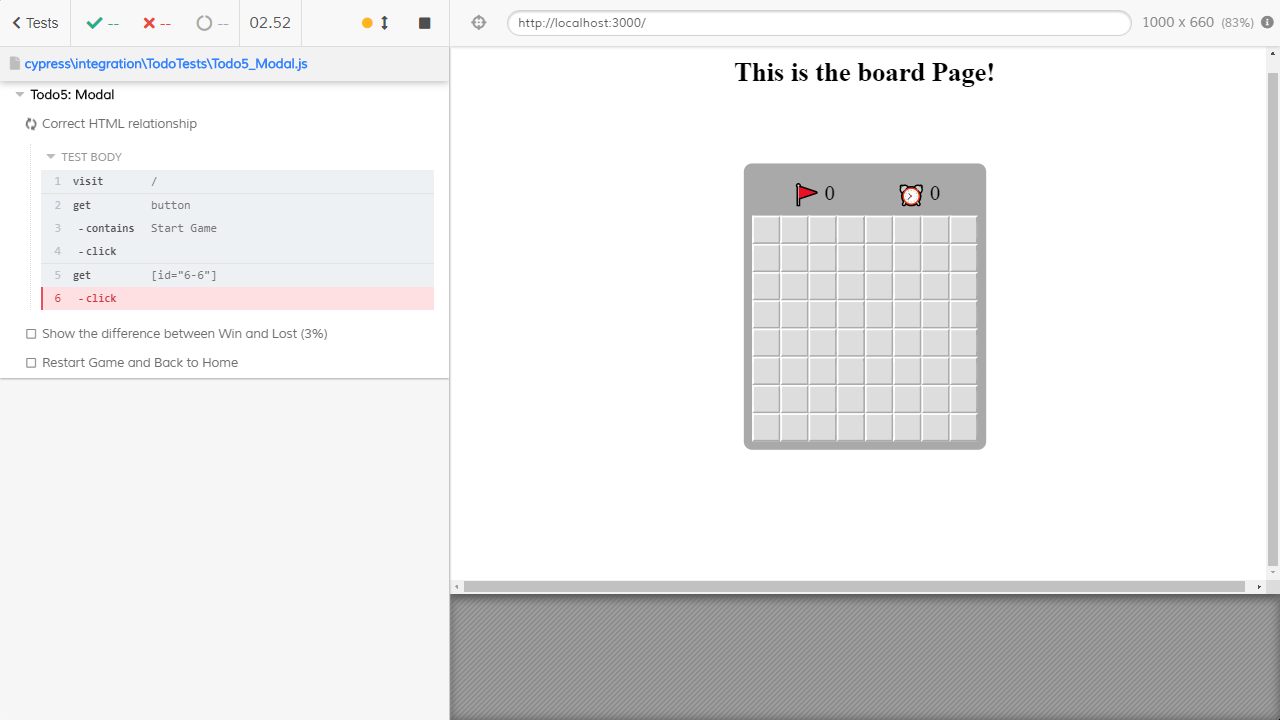 Tests
--
--
--
02.52
http://localhost:3000/
1000 x 660 (83%)
cypress\integration\TodoTests\Todo5_Modal.js
Todo5: Modal
Correct HTML relationship
TEST BODY
1 visit /
2 get button
3 -contains Start Game
4 -click
5 get [id="6-6"]
6 -click
Show the difference between Win and Lost (3%)
Restart Game and Back to Home
This is the board Page!
0
0